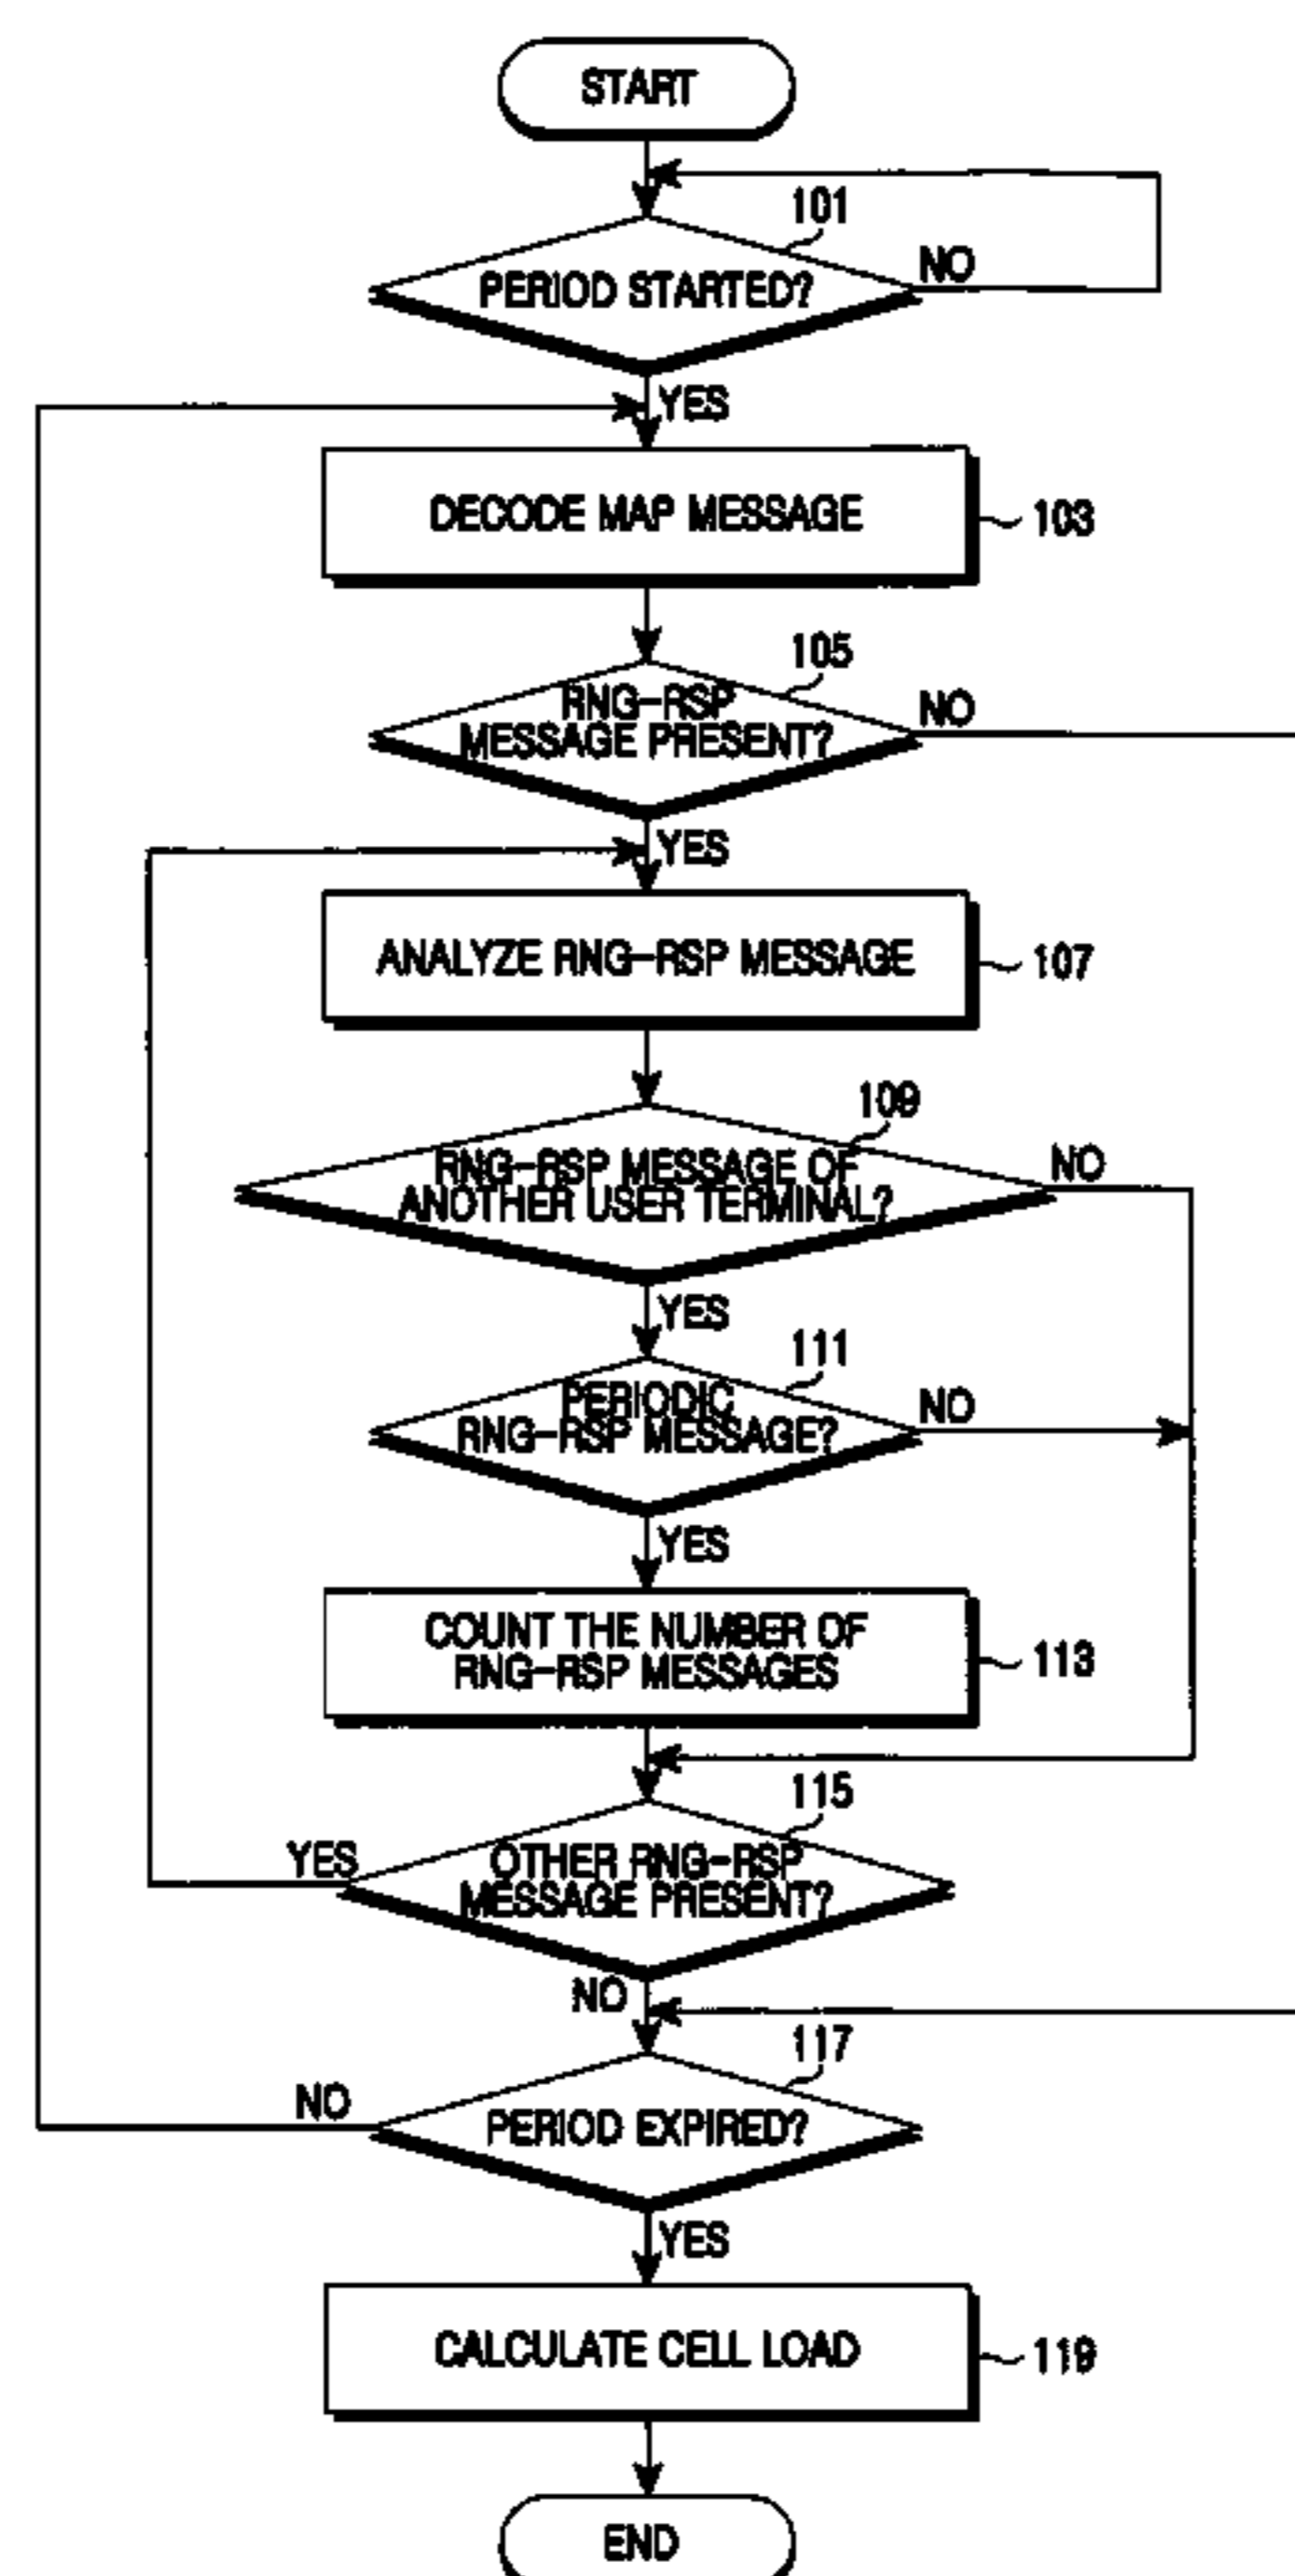 START
101
PERIOD STARTED?
NO
YES
DECODE MAP MESSAGE
103
105
RNG-RSP
MESSAGE PRESENT?
NO
YES
ANALYZE RNG-RSP MESSAGE
107
109
RNG-RSP MESSAGE OF
ANOTHER USER TERMINAL?
NO
YES
111
PERIODIC
RNG-RSP MESSAGE?
NO
YES
COUNT THE NUMBER OF
RNG-RSP MESSAGES
113
115
YES
OTHER RNG-RSP
MESSAGE PRESENT?
NO
117
NO
PERIOD EXPIRED?
YES
CALCULATE CELL LOAD
119
END